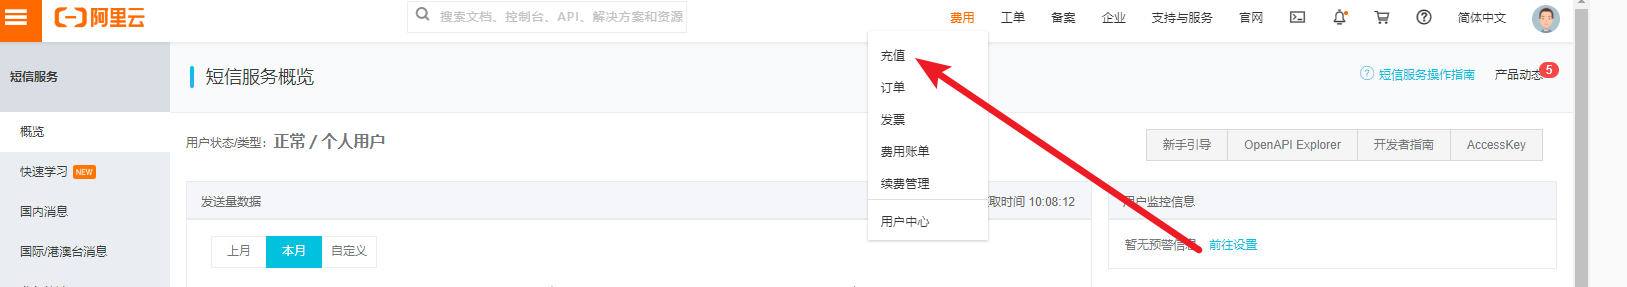 阿里云
搜索文档、控制台、API、解决方案和资源
费用 工单 备案 企业 支持与服务 官网 简体中文
充值
订单
发票
费用账单
续费管理
用户中心
短信服务
短信服务概览
短信服务操作指南 产品动态 5
概览
用户状态/类型：正常 / 个人用户
新手引导 OpenAPI Explorer 开发者指南 AccessKey
快速学习 NEW
发送量数据
取时间 10:08:12
用户监控信息
国内消息
上月 本月 自定义
暂无预警信息，前往设置
国际/港澳台消息